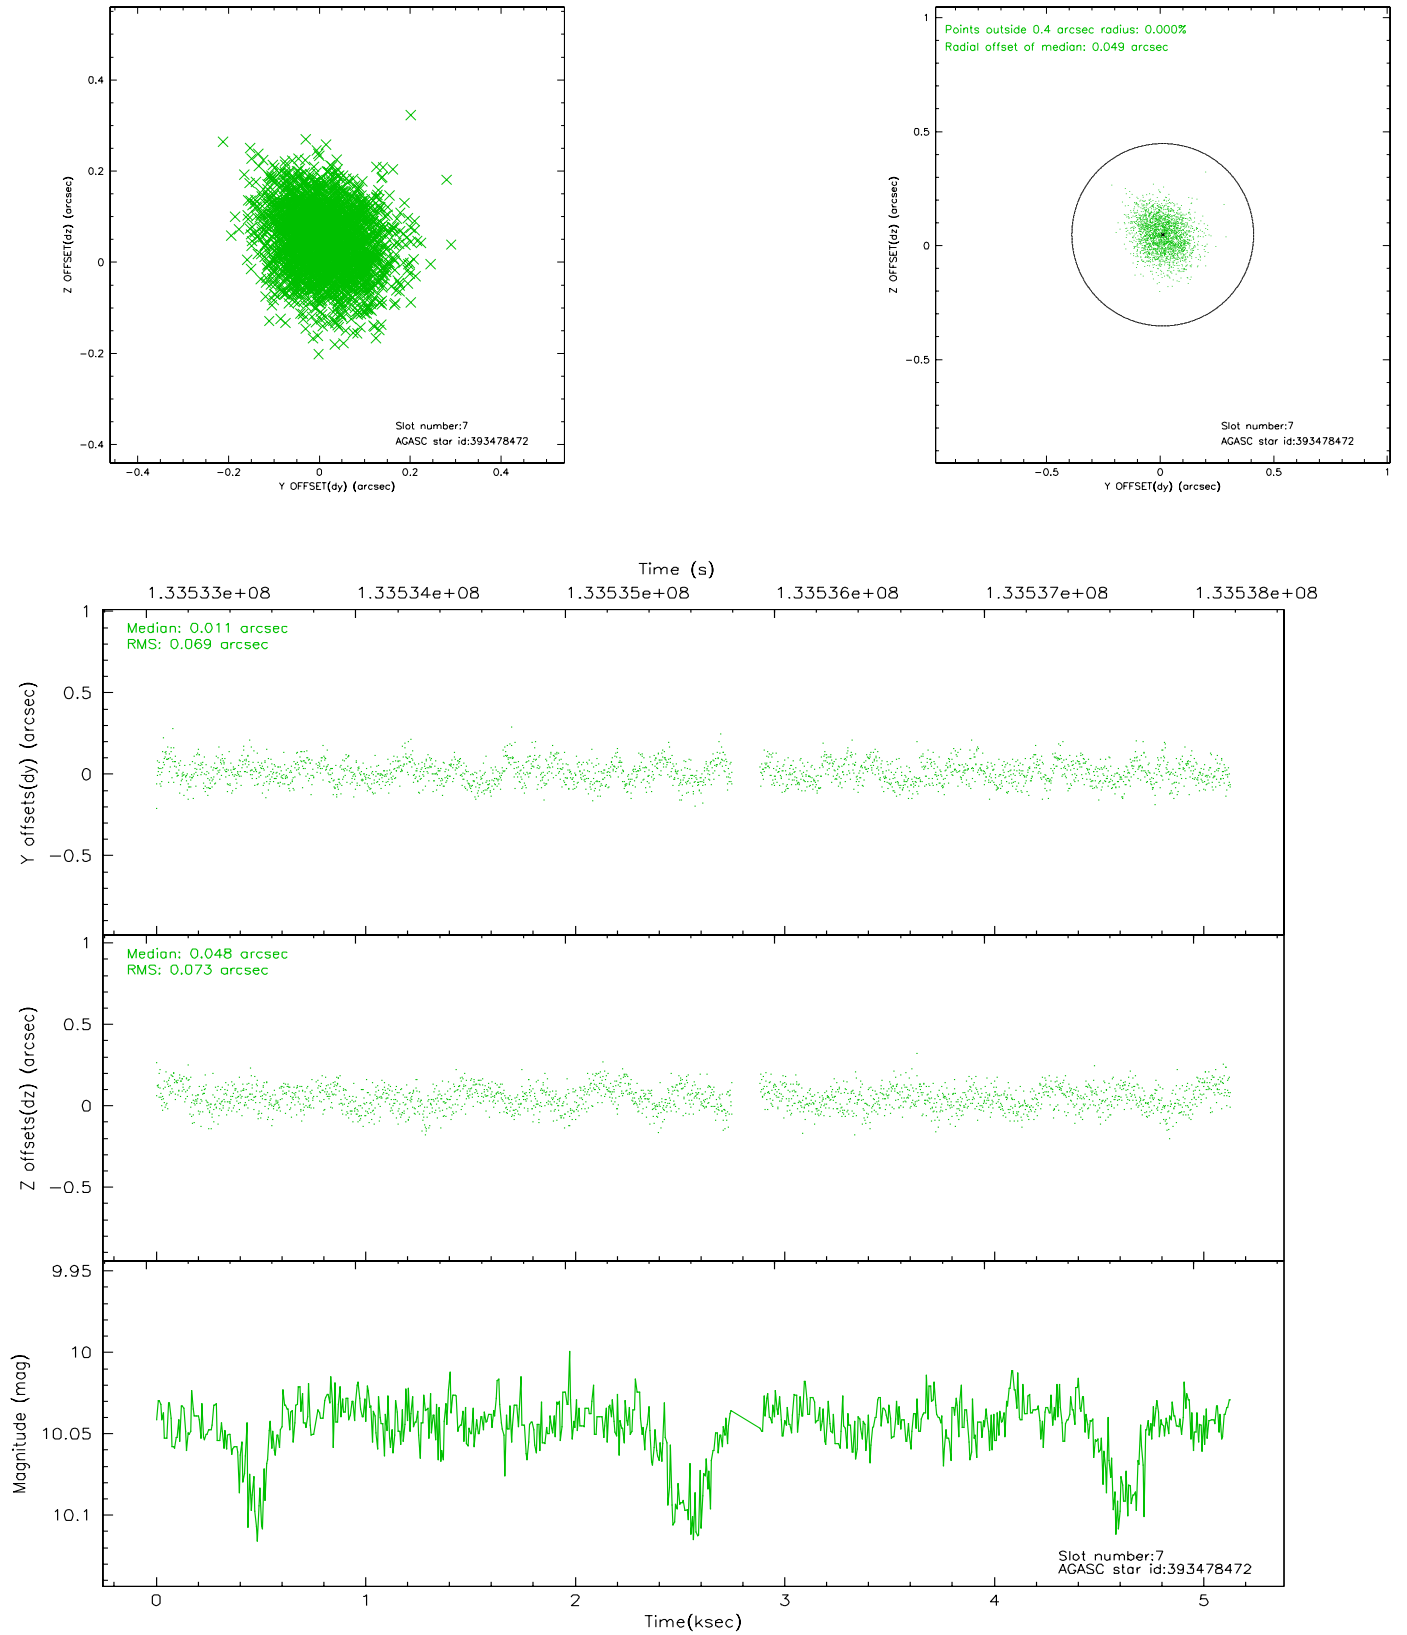 0.4
0.2
0
−0.2
−0.4
Z OFFSET(dz) (arcsec)
−0.4 −0.2 0 0.2 0.4
Y OFFSET(dy) (arcsec)
Slot number:7
AGASC star id:393478472
Points outside 0.4 arcsec radius: 0.000%
Radial offset of median: 0.049 arcsec
1
0.5
0
−0.5
Z OFFSET(dz) (arcsec)
−0.5 0 0.5 1
Y OFFSET(dy) (arcsec)
Slot number:7
AGASC star id:393478472
Time (s)
1.33533e+08 1.33534e+08 1.33535e+08 1.33536e+08 1.33537e+08 1.33538e+08
Median: 0.011 arcsec
RMS: 0.069 arcsec
1
0.5
0
−0.5
Y offsets(dy) (arcsec)
Median: 0.048 arcsec
RMS: 0.073 arcsec
1
0.5
0
−0.5
Z offsets(dz) (arcsec)
9.95
10
10.05
10.1
Magnitude (mag)
Slot number:7
AGASC star id:393478472
0 1 2 3 4 5
Time(ksec)